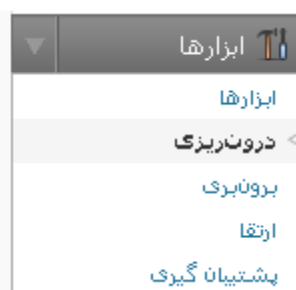 ابزارها
ابزارها
درون‌ریزی
برون‌بری
ارتقا
پشتیبان گیری